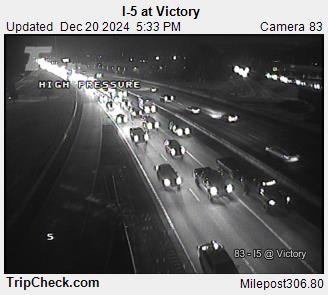 I-5 at Victory
Updated Dec 20 2024 5:33 PM Camera 83
HIGH PRESSURE
S
83 - I5 @ Victory
TripCheck.com Milepost306.80